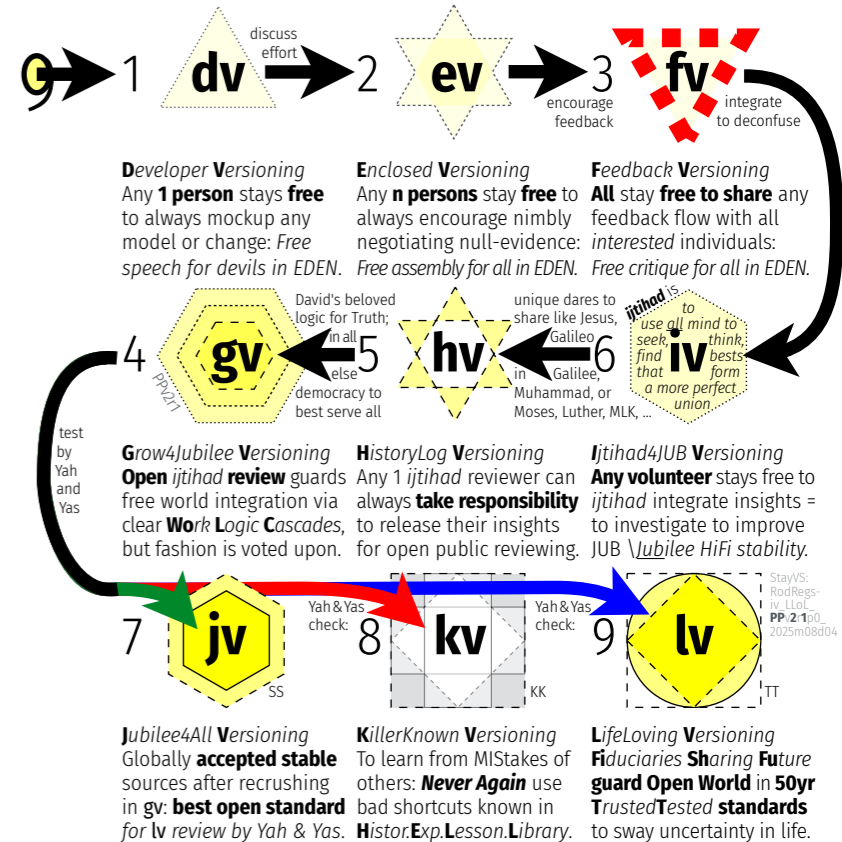 9
1
dv
discuss
effort
2
ev
encourage
feedback
3
fv
integrate
to deconfuse
Developer Versioning
Any 1 person stays free
to always mockup any
model or change: Free
speech for devils in EDEN.
Enclosed Versioning
Any n persons stay free to
always encourage nimbly
negotiating null-evidence:
Free assembly for all in EDEN.
Feedback Versioning
All stay free to share any
feedback flow with all
interested individuals:
Free critique for all in EDEN.
4
gv
PPv2r1
David's beloved
logic for Truth;
in all
else
democracy to
best serve all
5
hv
unique dares to
share like Jesus,
Galileo
in Galilee,
Muhammad, or
Moses, Luther, MLK, ...
6
iv
ijtihad is
to
use all mind to
seek, think,
find bests
that form
a more perfect
union
test
by
Yah
and
Yas
Grow4Jubilee Versioning
Open ijtihad review guards
free world integration via
clear Work Logic Cascades,
but fashion is voted upon.
HistoryLog Versioning
Any 1 ijtihad reviewer can
always take responsibility
to release their insights
for open public reviewing.
Ijtihad4JUB Versioning
Any volunteer stays free to
ijtihad integrate insights =
to investigate to improve
JUB \Jubilee HiFi stability.
7
jv
SS
Yah&Yas
check:
8
kv
KK
Yah&Yas
check:
9
lv
TT
StayVS:
RodRegs-
iv_LLoL_
PPv2r1p0_
2025m08d04
Jubilee4All Versioning
Globally accepted stable
sources after recrushing
in gv: best open standard
for lv review by Yah & Yas.
KillerKnown Versioning
To learn from MIStakes of
others: Never Again use
bad shortcuts known in
Histor.Exp.Lesson.Library.
LifeLoving Versioning
Fiduciaries Sharing Future
guard Open World in 50yr
TrustedTested standards
to sway uncertainty in life.